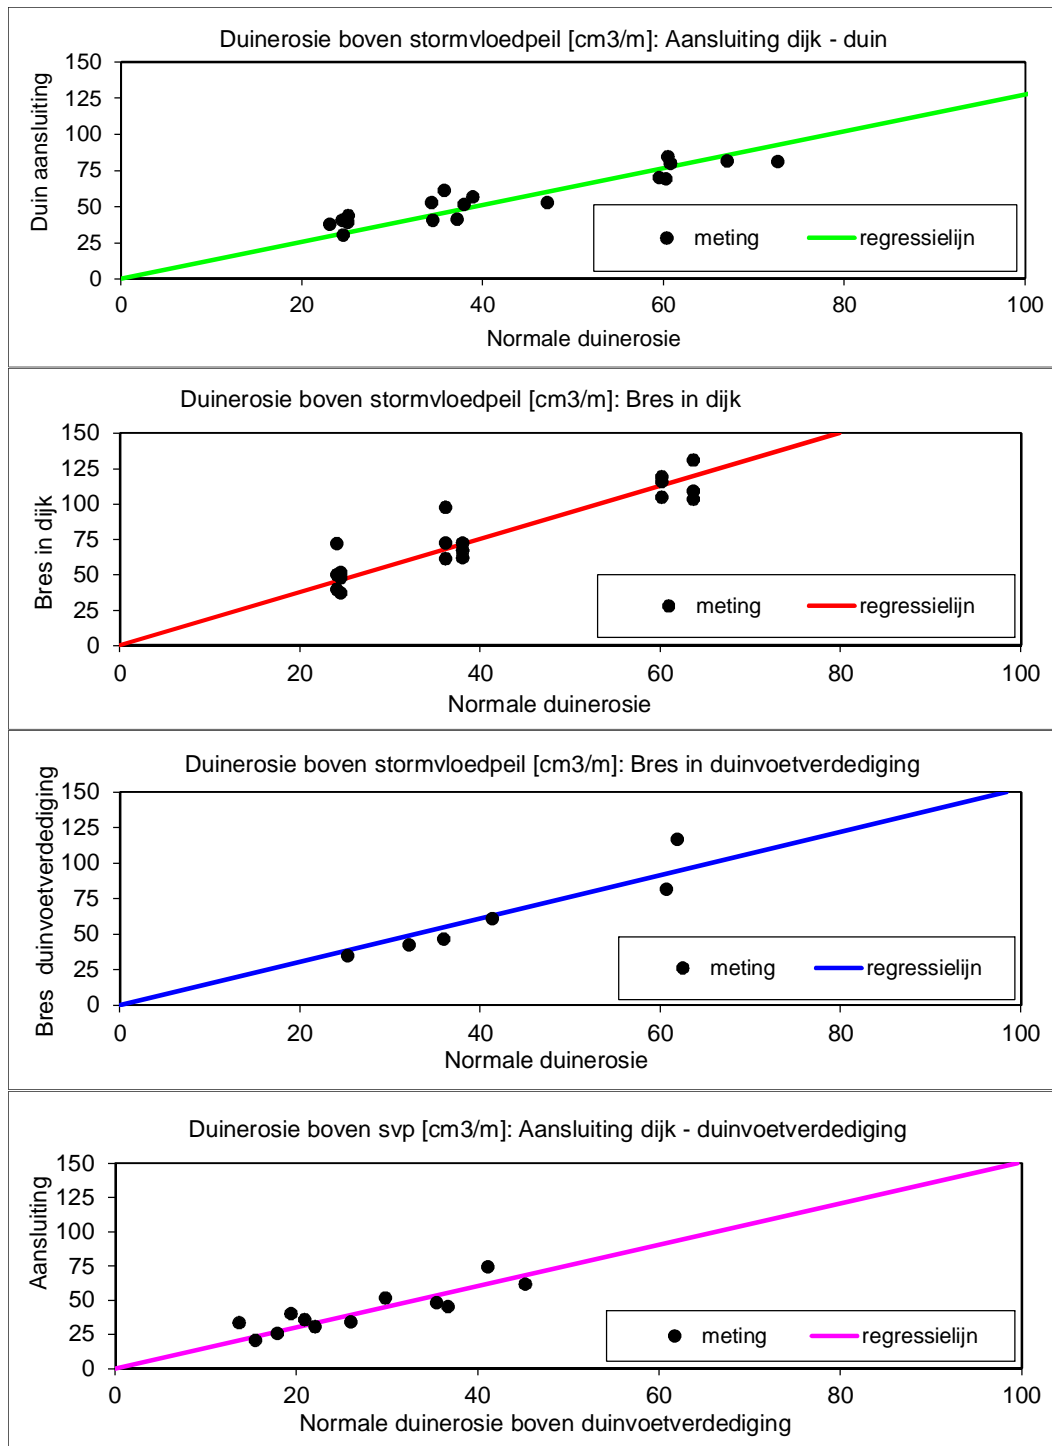 Duinerosie boven stormvloedpeil [cm3/m]: Aansluiting dijk - duin
150
125
100
75
50
25
0
Duin aansluiting
meting
regressielijn
0 20 40 60 80 100
Normale duinerosie
Duinerosie boven stormvloedpeil [cm3/m]: Bres in dijk
150
125
100
75
50
25
0
Bres in dijk
meting
regressielijn
0 20 40 60 80 100
Normale duinerosie
Duinerosie boven stormvloedpeil [cm3/m]: Bres in duinvoetverdediging
150
125
100
75
50
25
0
Bres duinvoetverdediging
meting
regressielijn
0 20 40 60 80 100
Normale duinerosie
Duinerosie boven svp [cm3/m]: Aansluiting dijk - duinvoetverdediging
150
125
100
75
50
25
0
Aansluiting
meting
regressielijn
0 20 40 60 80 100
Normale duinerosie boven duinvoetverdediging